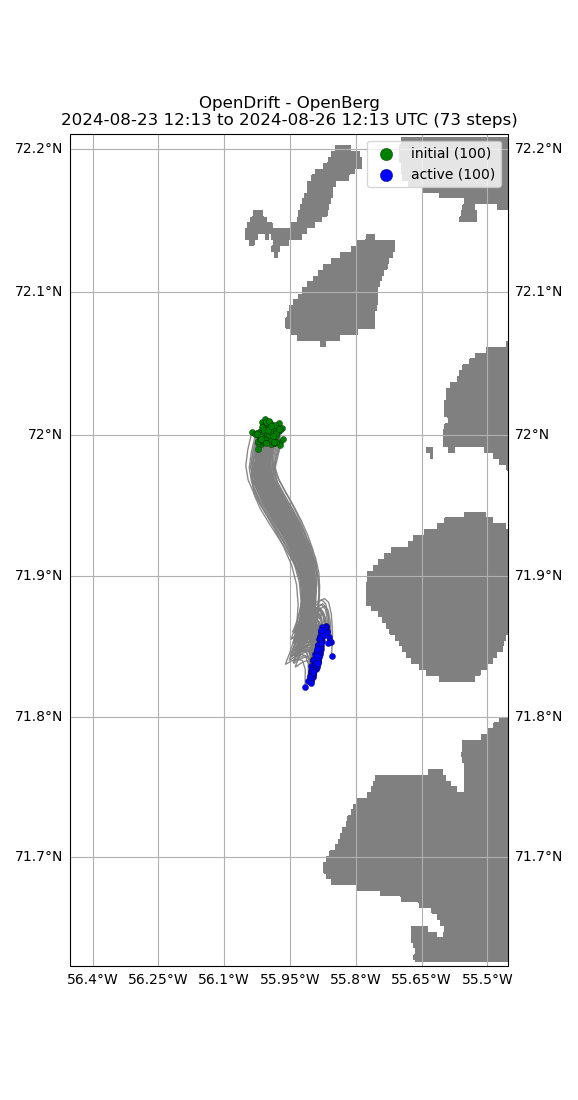 OpenDrift - OpenBerg
2024-08-23 12:13 to 2024-08-26 12:13 UTC (73 steps)
initial (100)
active (100)
72.2°N 72.2°N
72.1°N 72.1°N
72°N 72°N
71.9°N 71.9°N
71.8°N 71.8°N
71.7°N 71.7°N
56.4°W 56.25°W 56.1°W 55.95°W 55.8°W 55.65°W 55.5°W